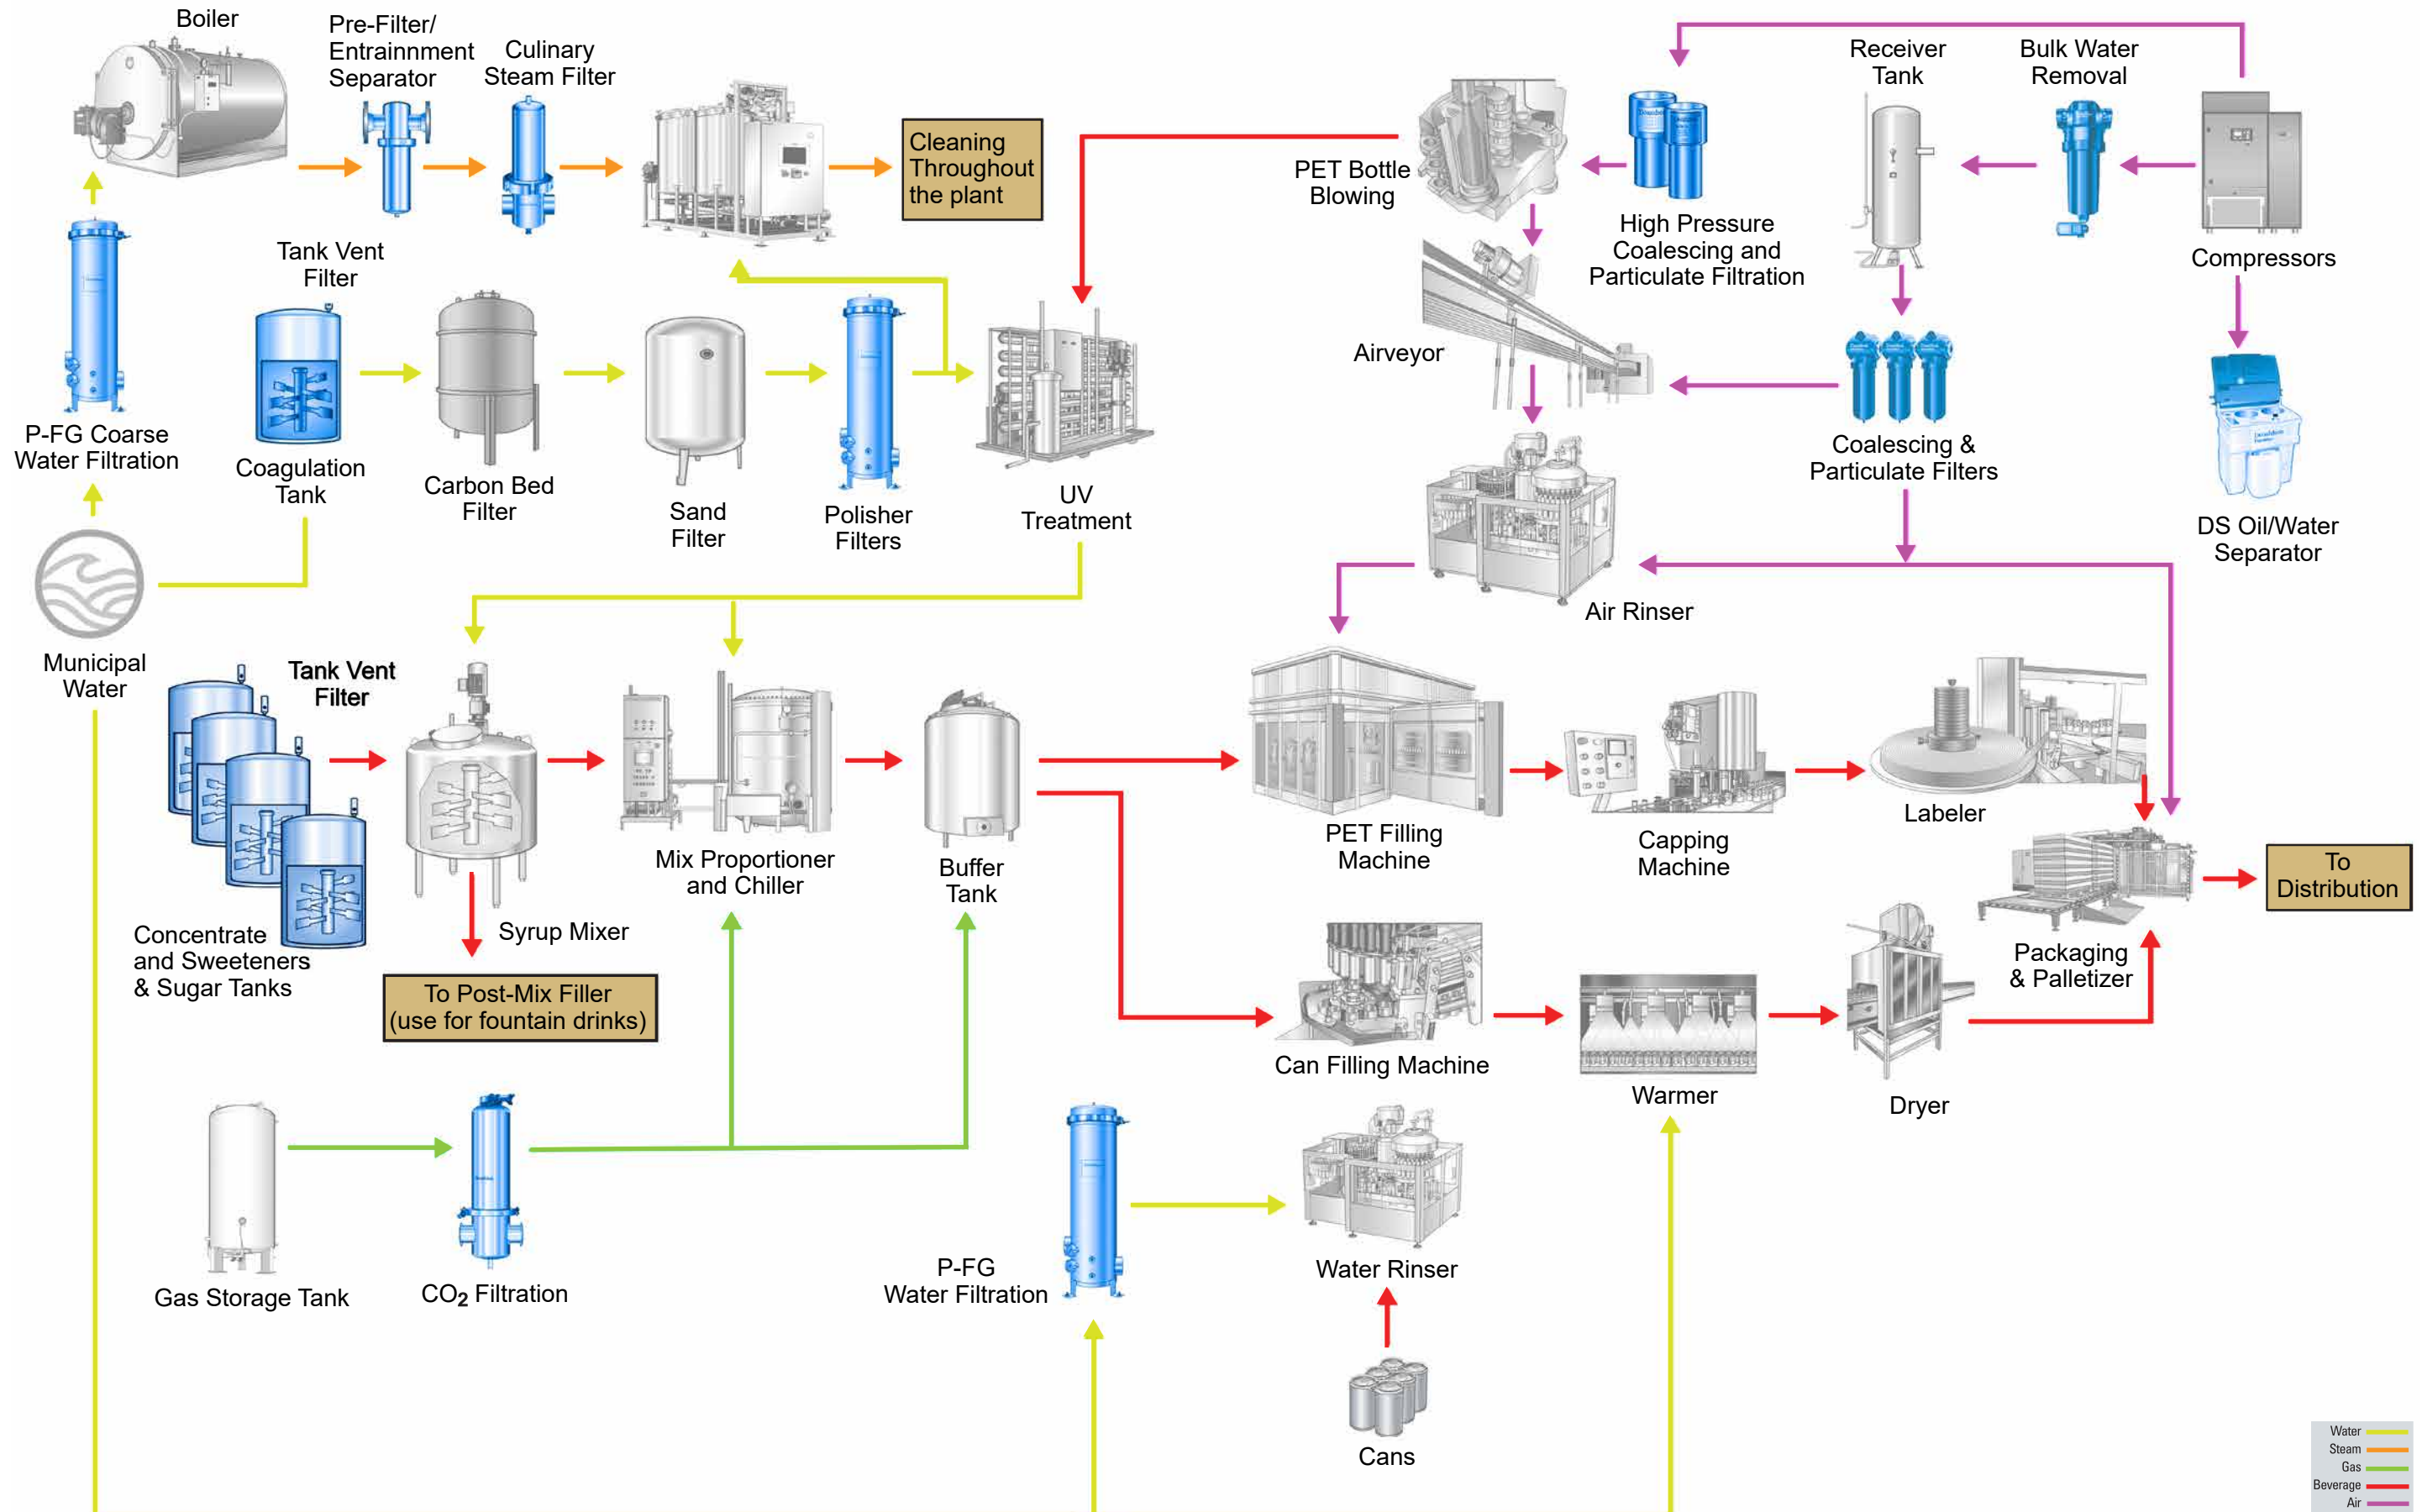 Boiler
Pre-Filter/
Entrainnment
Separator
Culinary
Steam Filter
Cleaning
Throughout
the plant
PET Bottle
Blowing
High Pressure
Coalescing and
Particulate Filtration
Receiver
Tank
Bulk Water
Removal
Compressors
P-FG Coarse
Water Filtration
Tank Vent
Filter
Coagulation
Tank
Carbon Bed
Filter
Sand
Filter
Polisher
Filters
UV
Treatment
Airveyor
Coalescing &
Particulate Filters
DS Oil/Water
Separator
Air Rinser
Municipal
Water
Tank Vent
Filter
Concentrate
and Sweeteners
& Sugar Tanks
Syrup Mixer
To Post-Mix Filler
(use for fountain drinks)
Mix Proportioner
and Chiller
Buffer
Tank
PET Filling
Machine
Capping
Machine
Labeler
Packaging
& Palletizer
To
Distribution
Can Filling Machine
Warmer
Dryer
Gas Storage Tank
CO2 Filtration
P-FG
Water Filtration
Water Rinser
Cans
Water
Steam
Gas
Beverage
Air